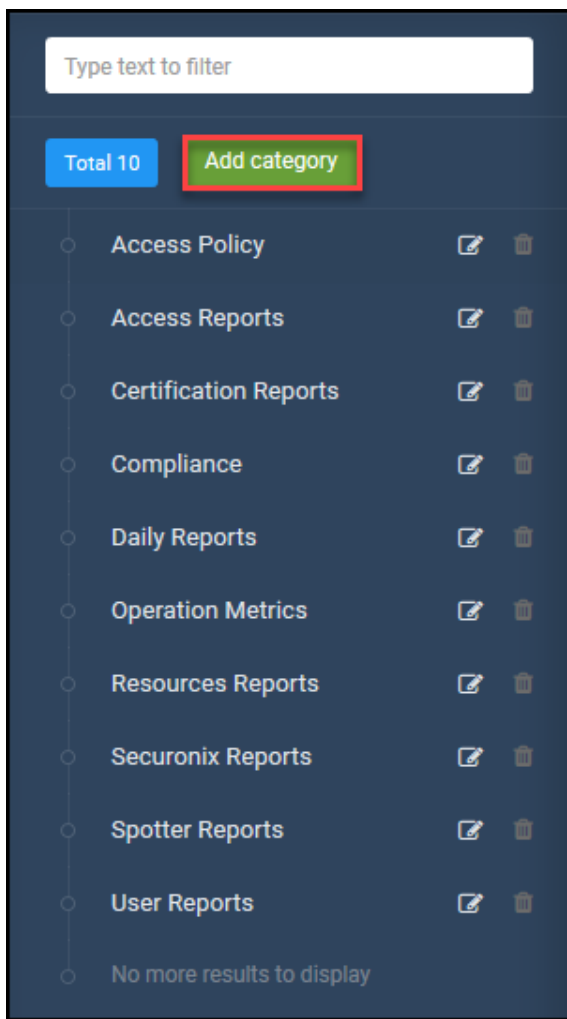 Type text to filter
Total 10 Add category
Access Policy
Access Reports
Certification Reports
Compliance
Daily Reports
Operation Metrics
Resources Reports
Securonix Reports
Spotter Reports
User Reports
No more results to display